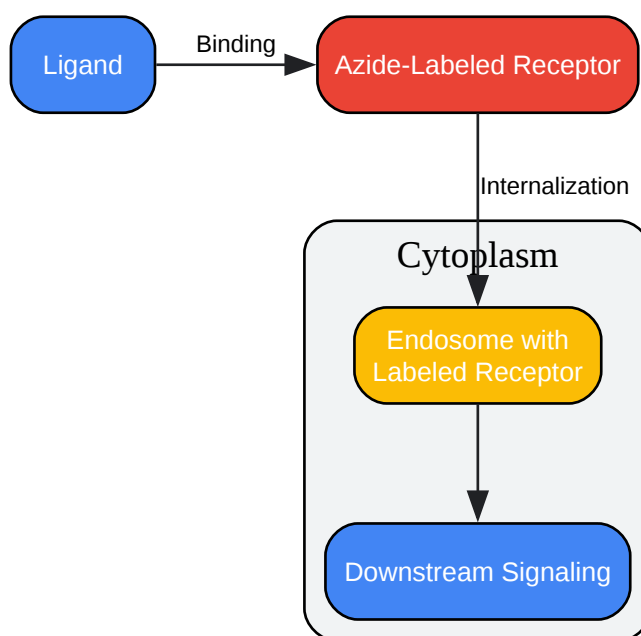 Ligand
Binding
Azide-Labeled Receptor
Internalization
Cytoplasm
Endosome with
Labeled Receptor
Downstream Signaling